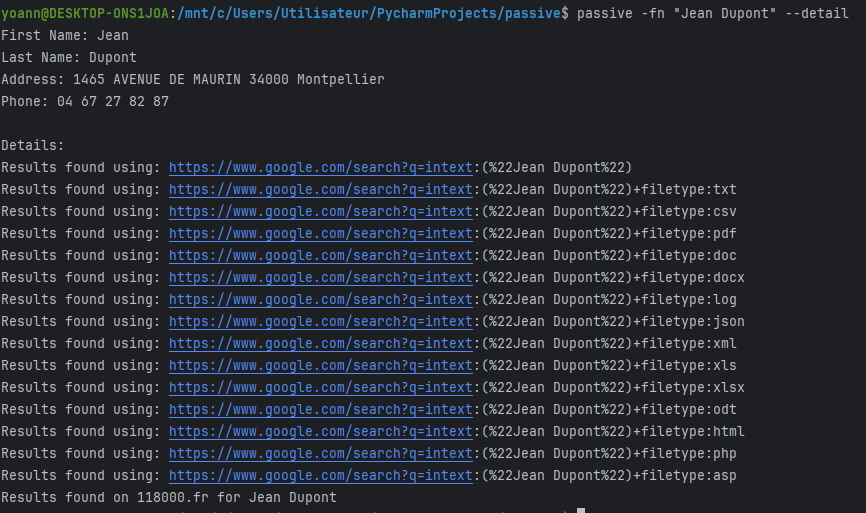 yoann@DESKTOP-ONS1JOA:/mnt/c/Users/Utilisateur/PycharmProjects/passive$ passive -fn "Jean Dupont" --detail
First Name: Jean
Last Name: Dupont
Address: 1465 AVENUE DE MAURIN 34000 Montpellier
Phone: 04 67 27 82 87
Details:
Results found using: https://www.google.com/search?q=intext:(%22Jean Dupont%22)
Results found using: https://www.google.com/search?q=intext:(%22Jean Dupont%22)+filetype:txt
Results found using: https://www.google.com/search?q=intext:(%22Jean Dupont%22)+filetype:csv
Results found using: https://www.google.com/search?q=intext:(%22Jean Dupont%22)+filetype:pdf
Results found using: https://www.google.com/search?q=intext:(%22Jean Dupont%22)+filetype:doc
Results found using: https://www.google.com/search?q=intext:(%22Jean Dupont%22)+filetype:docx
Results found using: https://www.google.com/search?q=intext:(%22Jean Dupont%22)+filetype:log
Results found using: https://www.google.com/search?q=intext:(%22Jean Dupont%22)+filetype:json
Results found using: https://www.google.com/search?q=intext:(%22Jean Dupont%22)+filetype:xml
Results found using: https://www.google.com/search?q=intext:(%22Jean Dupont%22)+filetype:xls
Results found using: https://www.google.com/search?q=intext:(%22Jean Dupont%22)+filetype:xlsx
Results found using: https://www.google.com/search?q=intext:(%22Jean Dupont%22)+filetype:odt
Results found using: https://www.google.com/search?q=intext:(%22Jean Dupont%22)+filetype:html
Results found using: https://www.google.com/search?q=intext:(%22Jean Dupont%22)+filetype:php
Results found using: https://www.google.com/search?q=intext:(%22Jean Dupont%22)+filetype:asp
Results found on 118000.fr for Jean Dupont